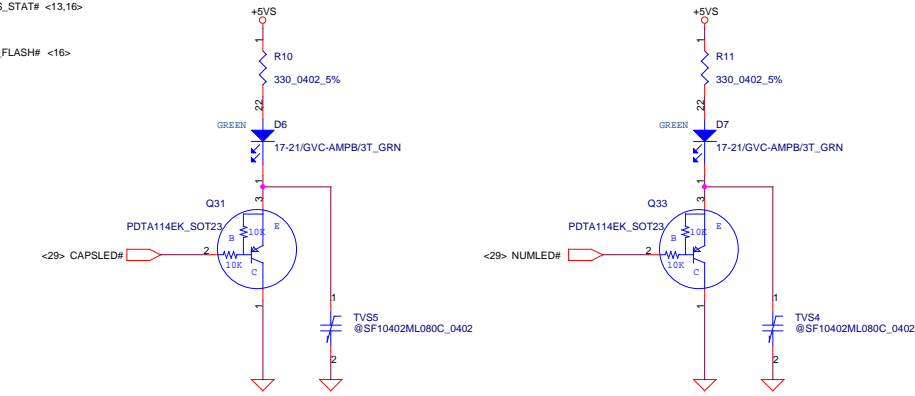 S_STAT# <13,16>
_FLASH# <16>
+5VS
1
R10
330_0402_5%
2
2
GREEN
D6
17-21/GVC-AMPB/3T_GRN
1
3
Q31
PDTA114EK_SOT23
E
10K
B
<29> CAPSLED#
2
10K
C
1
1
TVS5
@SF10402ML080C_0402
2
+5VS
1
R11
330_0402_5%
2
2
GREEN
D7
17-21/GVC-AMPB/3T_GRN
1
3
Q33
PDTA114EK_SOT23
E
10K
B
<29> NUMLED#
2
10K
C
1
1
TVS4
@SF10402ML080C_0402
2